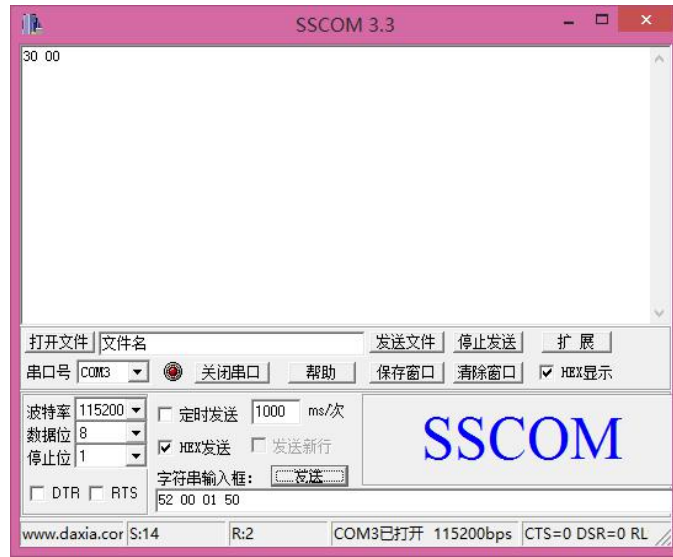 SSCOM 3.3
30 00
打开文件 文件名 发送文件 停止发送 扩 展
串口号 COM3 关闭串口 帮助 保存窗口 清除窗口 HEX显示
波特率 115200 定时发送 1000 ms/次
数据位 8 HEX发送 发送新行
停止位 1 字符串输入框: 发送
DTR RTS 52 00 01 50
SSCOM
www.daxia.cor S:14 R:2 COM3已打开 115200bps CTS=0 DSR=0 RL